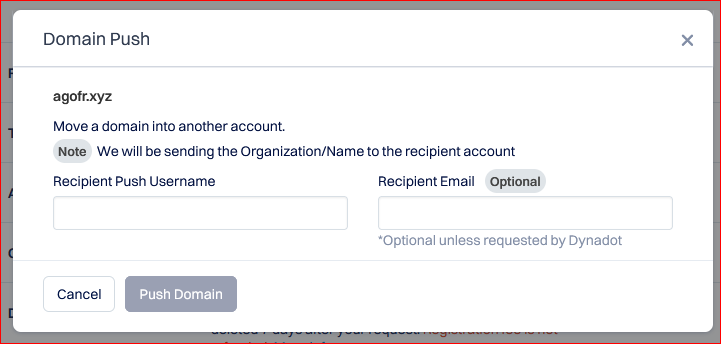 Domain Push
×
agofr.xyz
Move a domain into another account.
Note We will be sending the Organization/Name to the recipient account
Recipient Push Username
Recipient Email Optional
*Optional unless requested by Dynadot
Cancel Push Domain